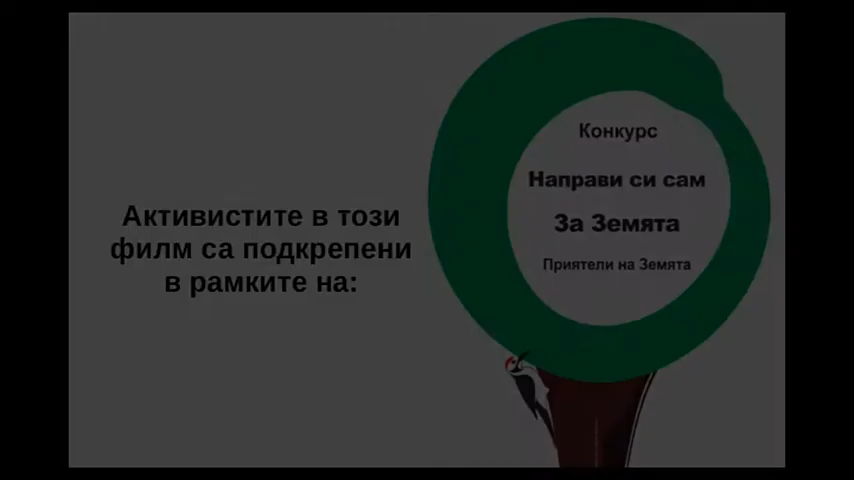 Активистите в този
филм са подкрепени
в рамките на:
Конкурс
Направи си сам
За Земята
Приятели на Земята